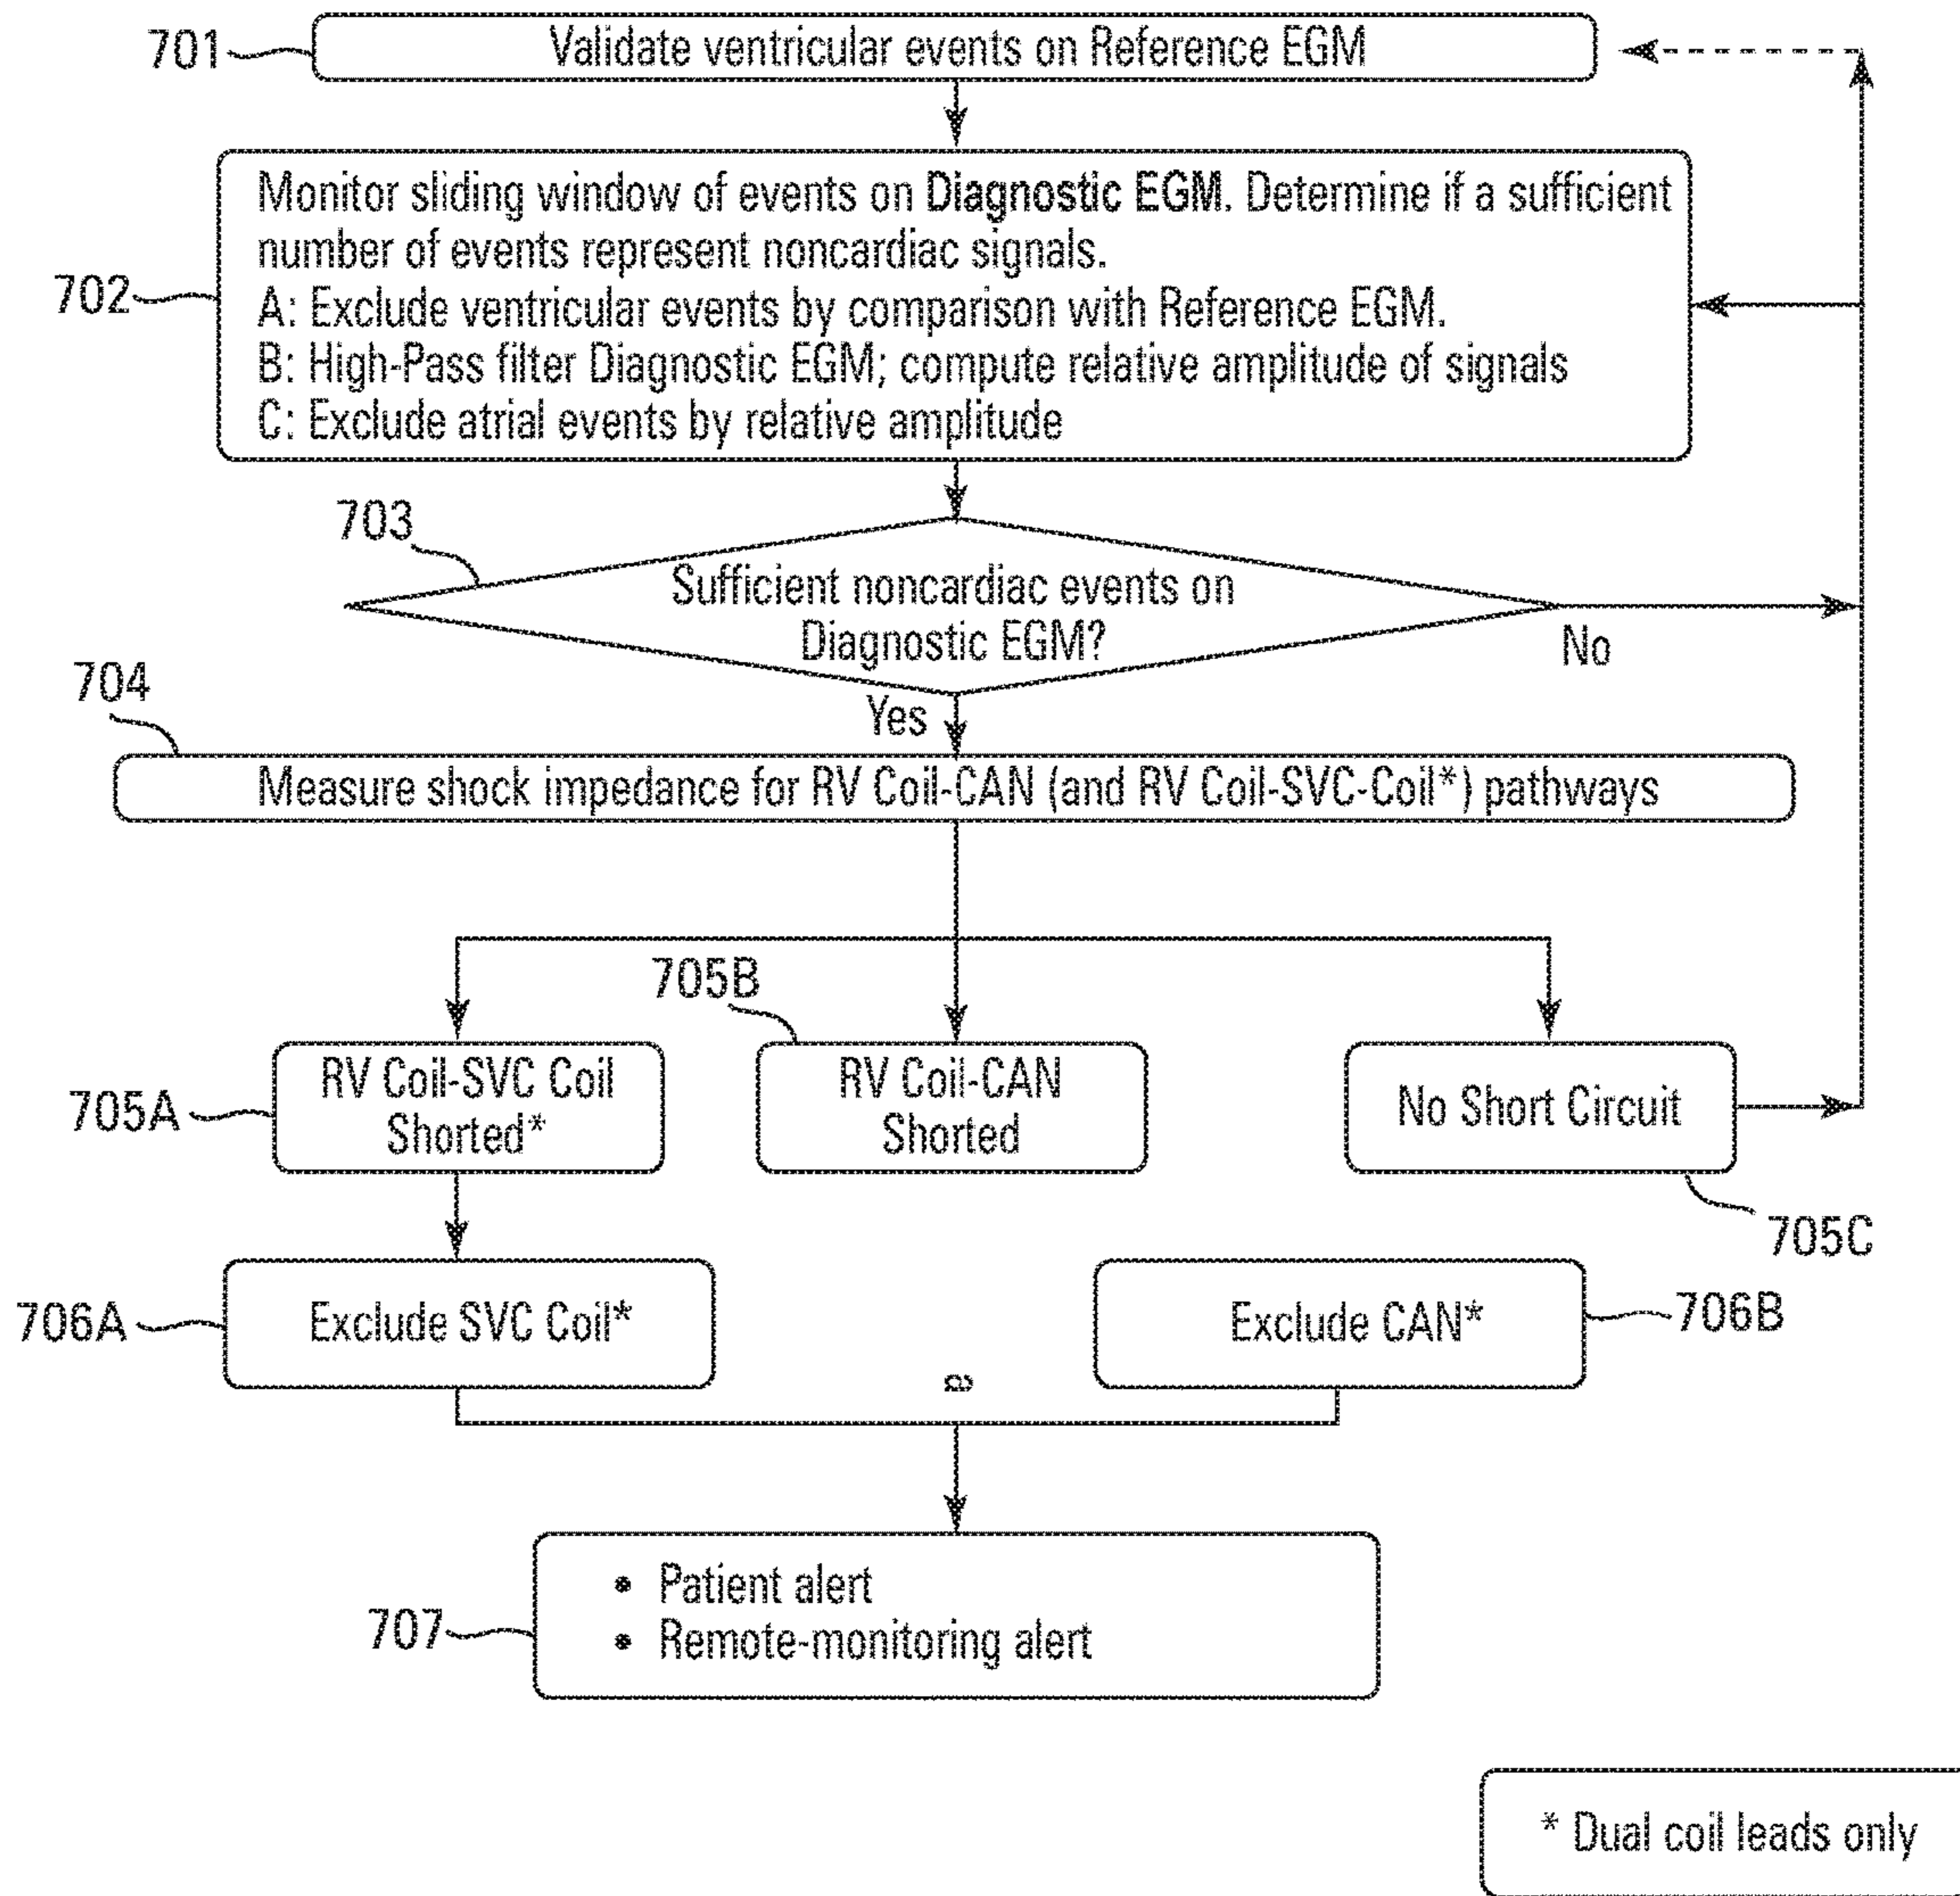 701
Validate ventricular events on Reference EGM
702
Monitor sliding window of events on Diagnostic EGM. Determine if a sufficient
number of events represent noncardiac signals.
A: Exclude ventricular events by comparison with Reference EGM.
B: High-Pass filter Diagnostic EGM; compute relative amplitude of signals
C: Exclude atrial events by relative amplitude
703
Sufficient noncardiac events on
Diagnostic EGM?
No
Yes
704
Measure shock impedance for RV Coil-CAN (and RV Coil-SVC-Coil*) pathways
705A
RV Coil-SVC Coil
Shorted*
705B
RV Coil-CAN
Shorted
No Short Circuit
705C
706A
Exclude SVC Coil*
Exclude CAN*
706B
707
• Patient alert
• Remote-monitoring alert
* Dual coil leads only